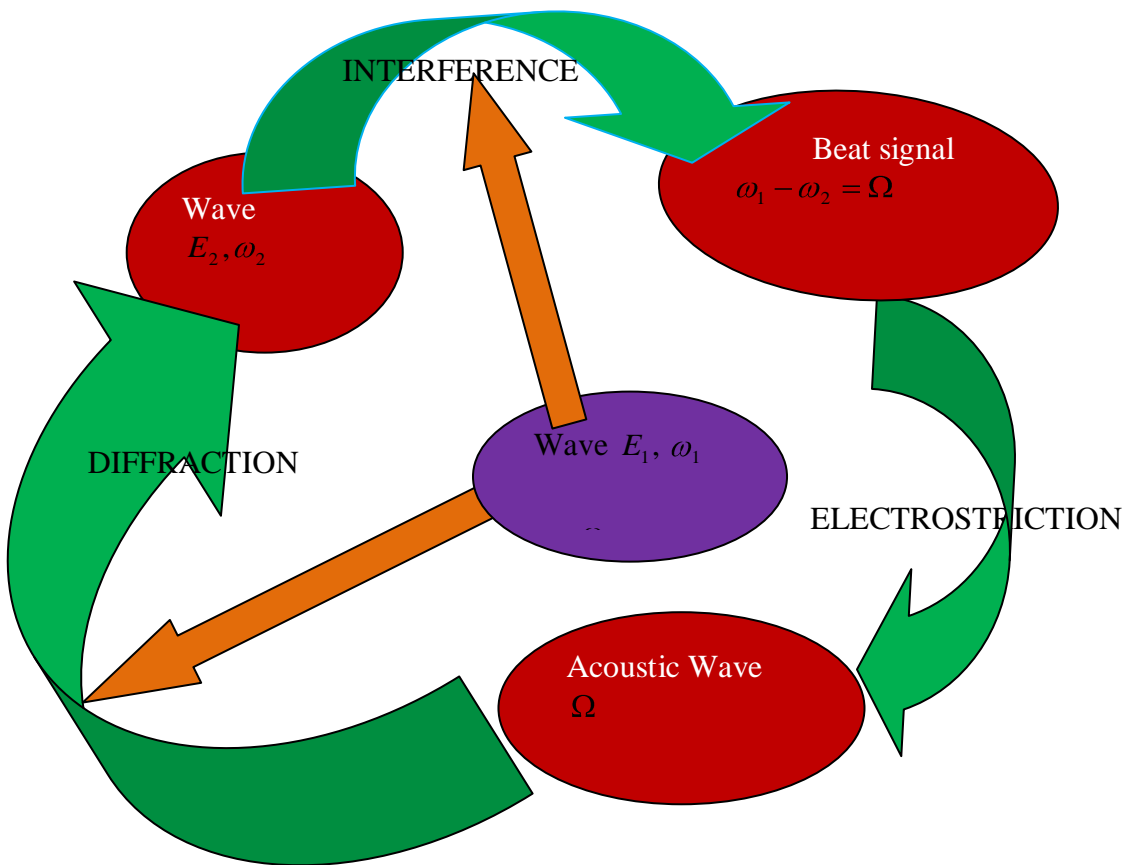 INTERFERENCE
Beat signal
ω₁ − ω₂ = Ω
Wave
E₂, ω₂
Wave E₁, ω₁
DIFFRACTION
ELECTROSTRICTION
Acoustic Wave
Ω